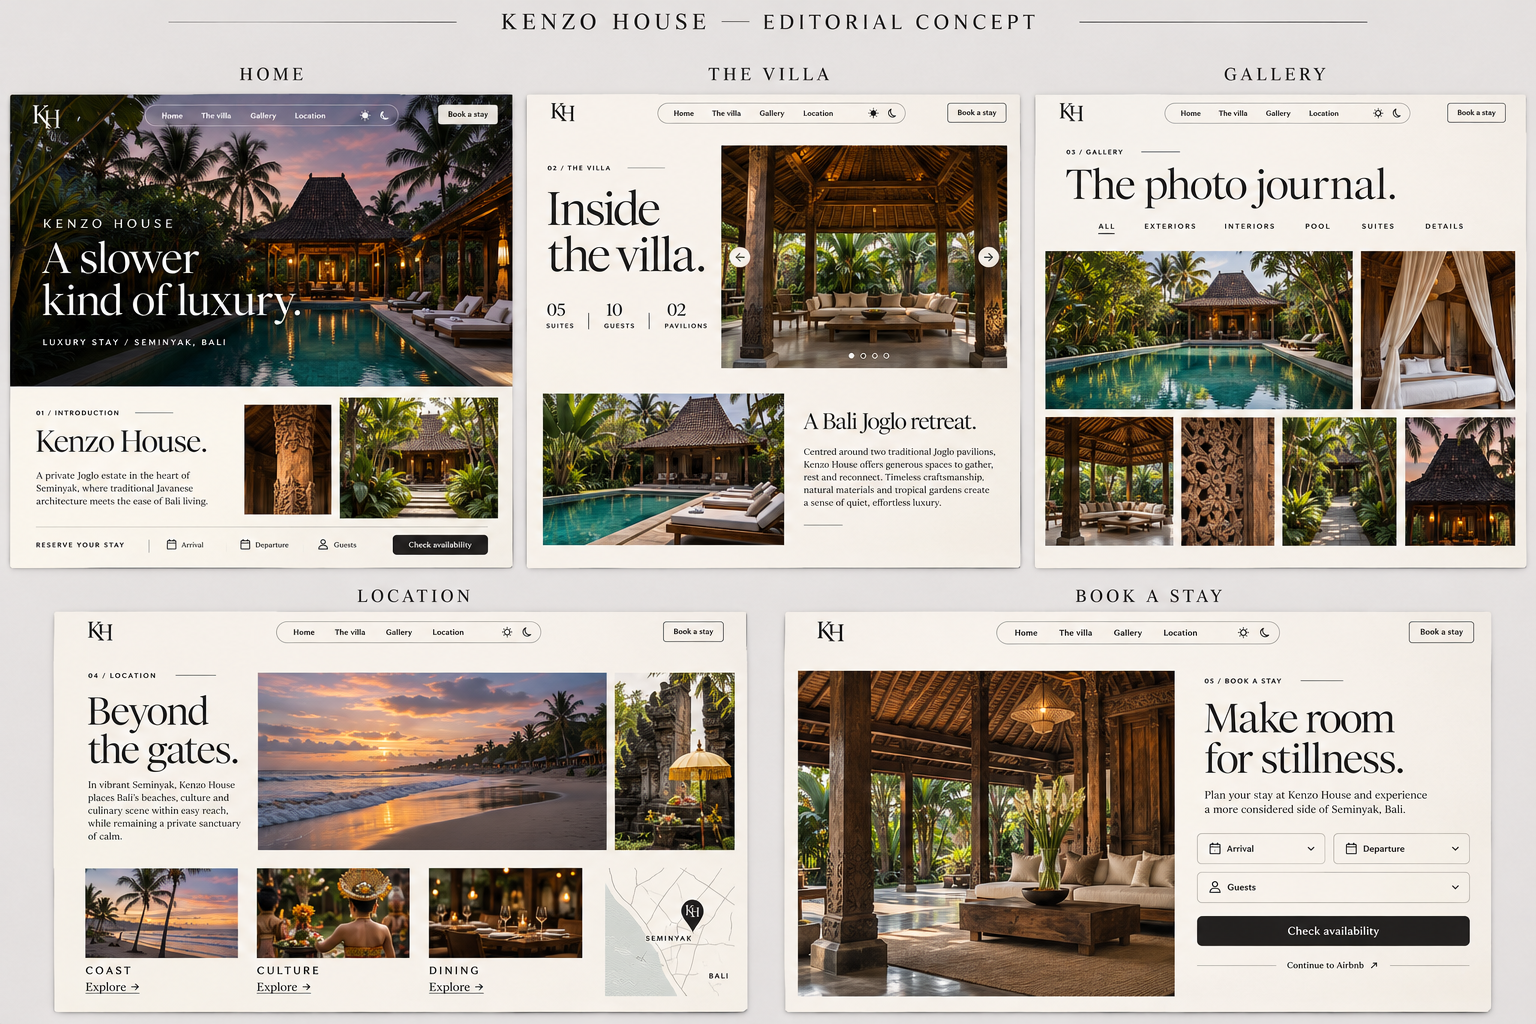 KENZO HOUSE — EDITORIAL CONCEPT
HOME
KH
Home The villa Gallery Location
Book a stay
KENZO HOUSE
A slower
kind of luxury.
LUXURY STAY / SEMINYAK, BALI
01 / INTRODUCTION
Kenzo House.
A private Joglo estate in the heart of
Seminyak, where traditional Javanese
architecture meets the ease of Bali living.
RESERVE YOUR STAY
Arrival
Departure
Guests
Check availability
THE VILLA
KH
Home The villa Gallery Location
Book a stay
02 / THE VILLA
Inside
the villa.
05 10 02
SUITES GUESTS PAVILIONS
A Bali Joglo retreat.
Centred around two traditional Joglo pavilions,
Kenzo House offers generous spaces to gather,
rest and reconnect. Timeless craftsmanship,
natural materials and tropical gardens create
a sense of quiet, effortless luxury.
GALLERY
KH
Home The villa Gallery Location
Book a stay
03 / GALLERY
The photo journal.
ALL EXTERIORS INTERIORS POOL SUITES DETAILS
LOCATION
KH
Home The villa Gallery Location
Book a stay
04 / LOCATION
Beyond
the gates.
In vibrant Seminyak, Kenzo House
places Bali's beaches, culture and
culinary scene within easy reach,
while remaining a private sanctuary
of calm.
COAST
Explore →
CULTURE
Explore →
DINING
Explore →
KH
SEMINYAK
BALI
BOOK A STAY
KH
Home The villa Gallery Location
Book a stay
05 / BOOK A STAY
Make room
for stillness.
Plan your stay at Kenzo House and experience
a more considered side of Seminyak, Bali.
Arrival
Departure
Guests
Check availability
Continue to Airbnb ↗